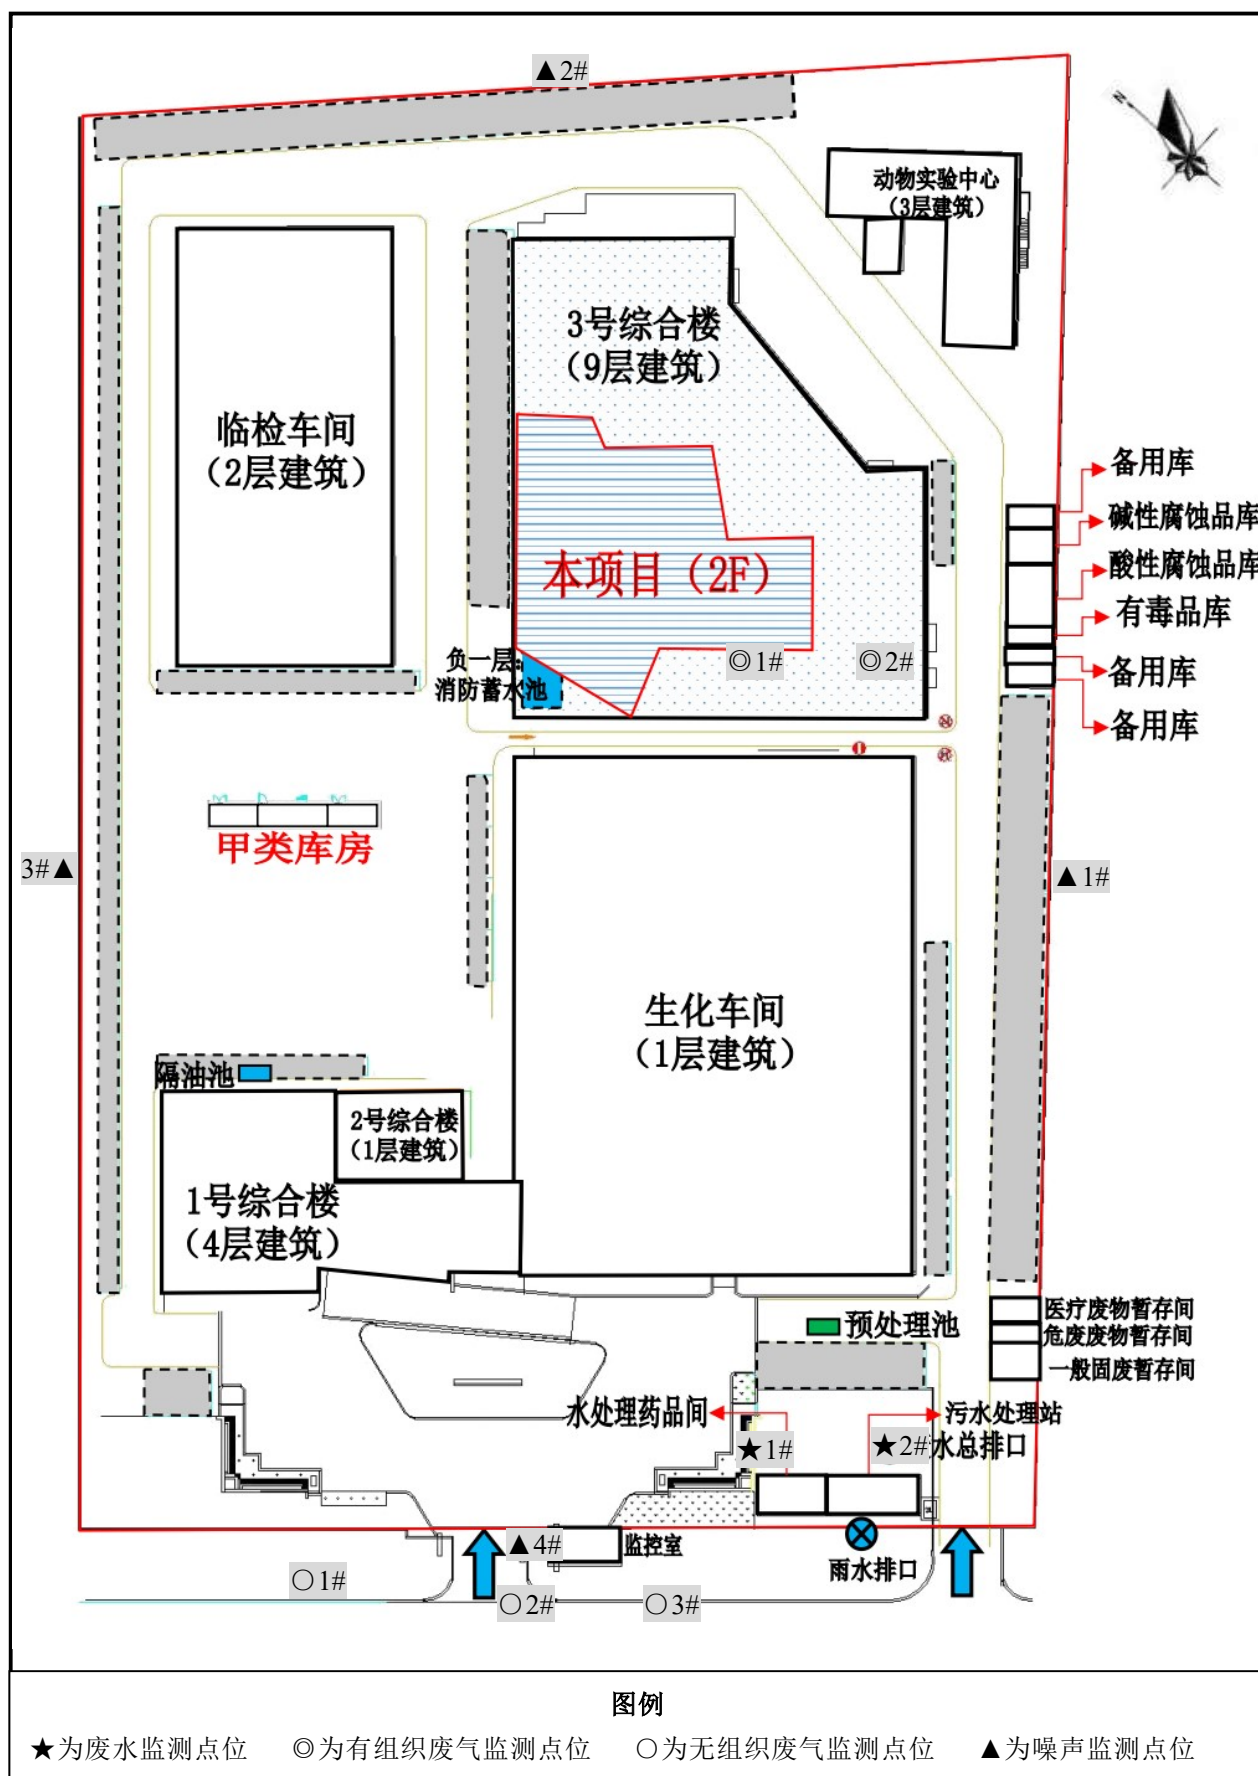 ▲2#
N
动物实验中心
（3层建筑）
3号综合楼
（9层建筑）
临检车间
（2层建筑）
备用库
碱性腐蚀品库
酸性腐蚀品库
有毒品库
备用库
备用库
本项目（2F）
◎1#
◎2#
负一层:
消防蓄水池
甲类库房
3#▲
▲1#
生化车间
（1层建筑）
隔油池
2号综合楼
（1层建筑）
1号综合楼
（4层建筑）
医疗废物暂存间
危废废物暂存间
一般固废暂存间
预处理池
水处理药品间
污水处理站
★1#
★2#
水总排口
▲4#
监控室
雨水排口
○1#
○2#
○3#
图例
★为废水监测点位 ◎为有组织废气监测点位 ○为无组织废气监测点位 ▲为噪声监测点位